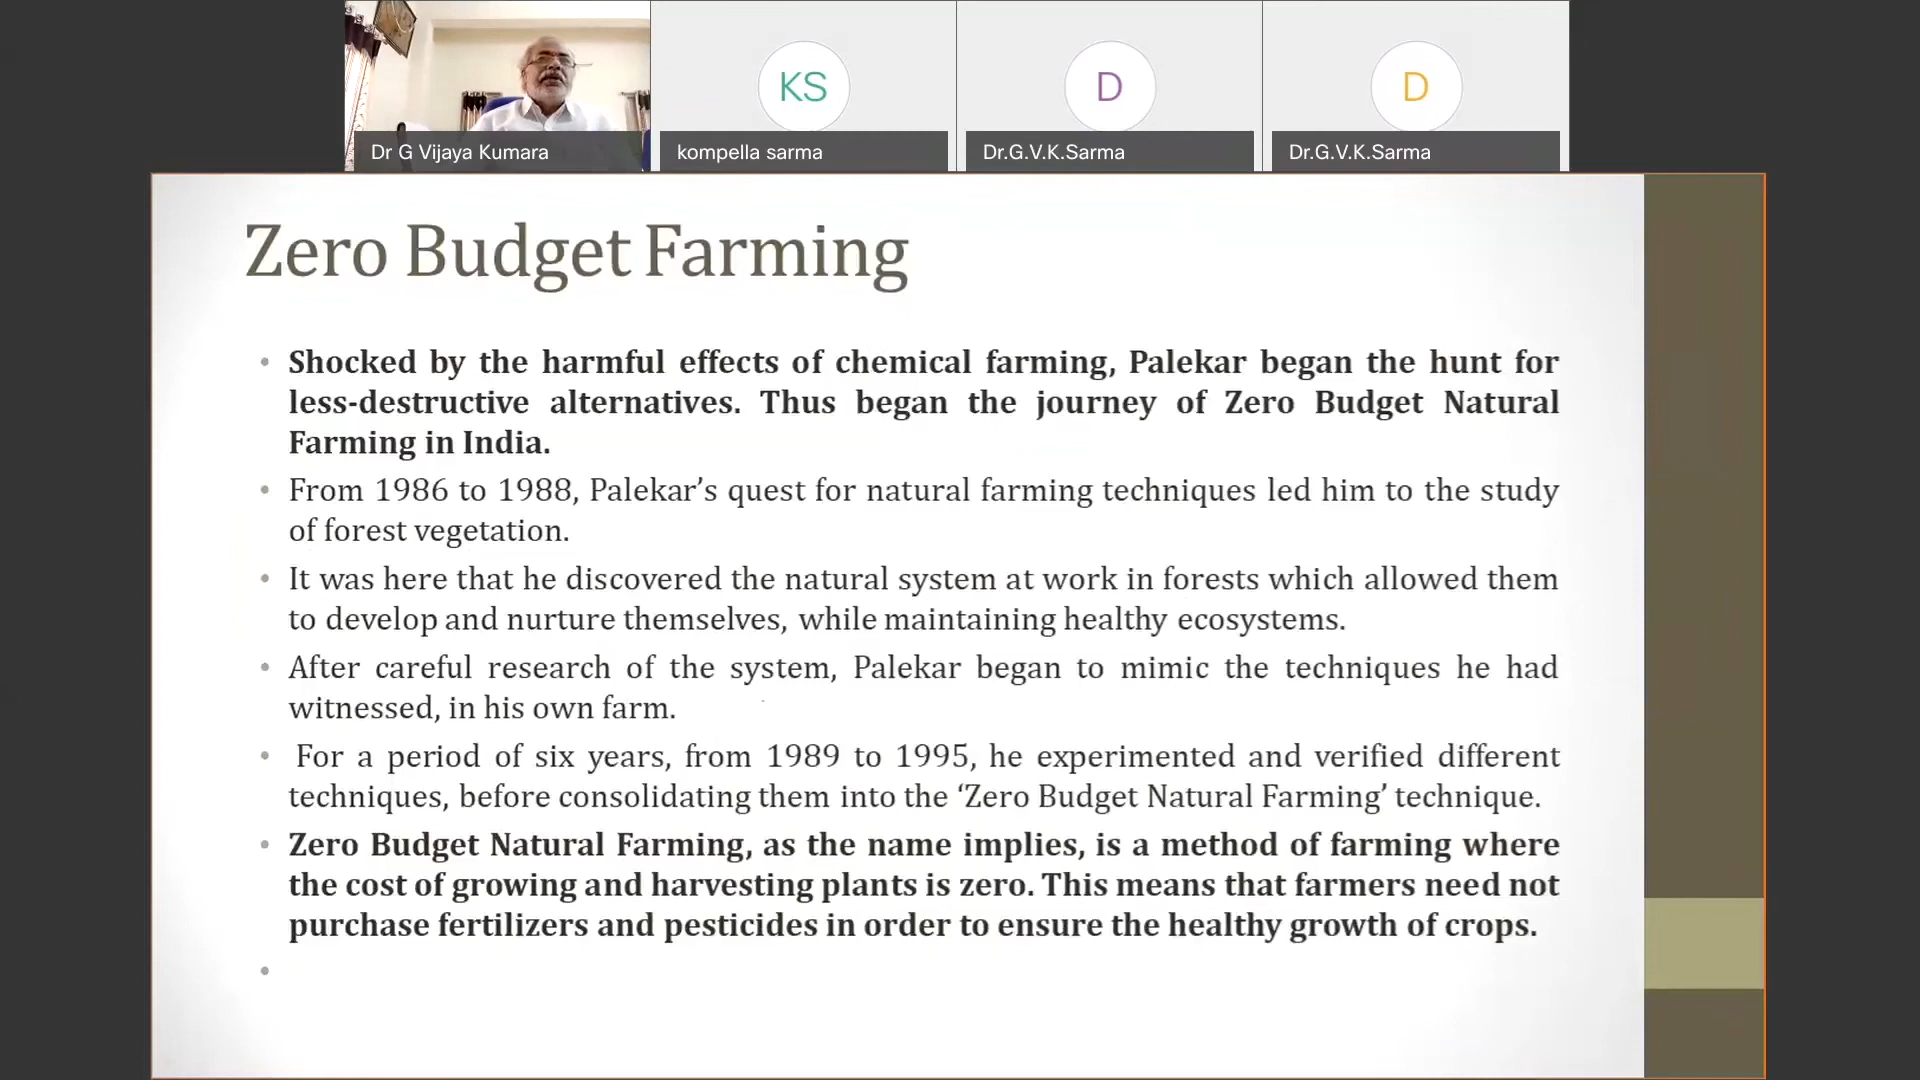 KS
D
D
Dr G Vijaya Kumara
kompella sarma
Dr.G.V.K.Sarma
Dr.G.V.K.Sarma
Zero Budget Farming
• Shocked by the harmful effects of chemical farming, Palekar began the hunt for
less-destructive alternatives. Thus began the journey of Zero Budget Natural
Farming in India.
• From 1986 to 1988, Palekar’s quest for natural farming techniques led him to the study
of forest vegetation.
• It was here that he discovered the natural system at work in forests which allowed them
to develop and nurture themselves, while maintaining healthy ecosystems.
• After careful research of the system, Palekar began to mimic the techniques he had
witnessed, in his own farm.
• For a period of six years, from 1989 to 1995, he experimented and verified different
techniques, before consolidating them into the ‘Zero Budget Natural Farming’ technique.
• Zero Budget Natural Farming, as the name implies, is a method of farming where
the cost of growing and harvesting plants is zero. This means that farmers need not
purchase fertilizers and pesticides in order to ensure the healthy growth of crops.
•